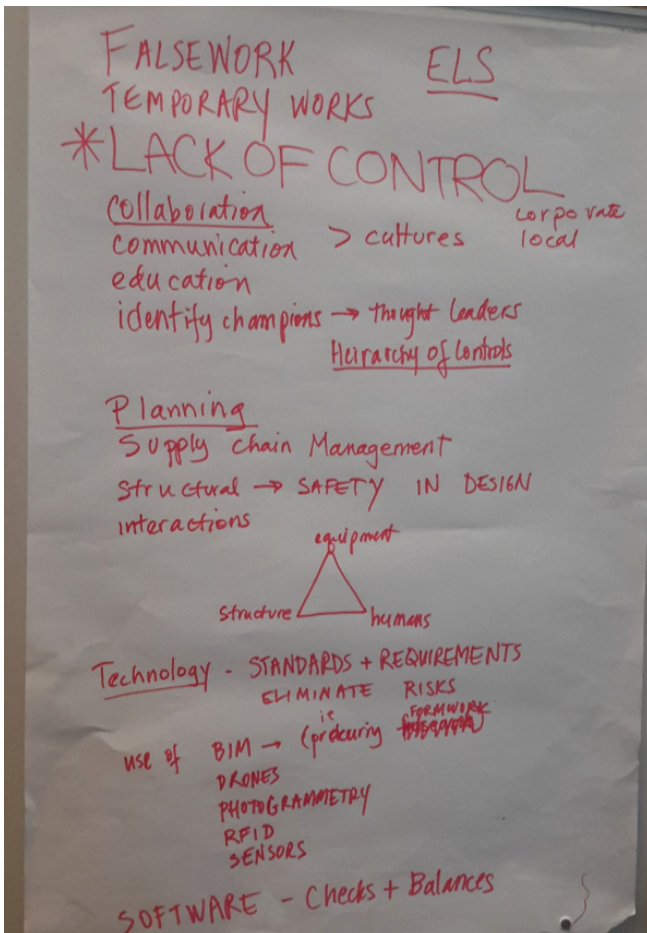 FALSEWORK ELS
TEMPORARY WORKS
*LACK OF CONTROL
Collaboration corporate
communication > cultures local
education
identify champions → thought leaders
Heirarchy of Controls
Planning
Supply Chain Management
Structural → SAFETY IN DESIGN
interactions
equipment
structure humans
Technology - STANDARDS + REQUIREMENTS
ELIMINATE RISKS
ie FORMWORK
use of BIM → (procuring
DRONES
PHOTOGRAMMETRY
RFID
SENSORS
SOFTWARE - Checks + Balances